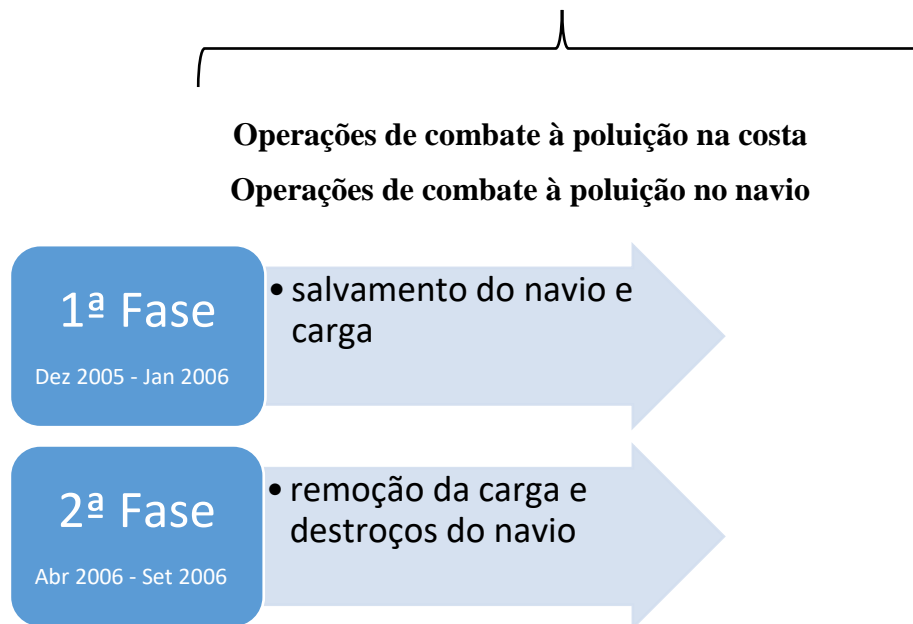 Operações de combate à poluição na costa
Operações de combate à poluição no navio
1ª Fase
Dez 2005 - Jan 2006
• salvamento do navio e
carga
2ª Fase
Abr 2006 - Set 2006
• remoção da carga e
destroços do navio